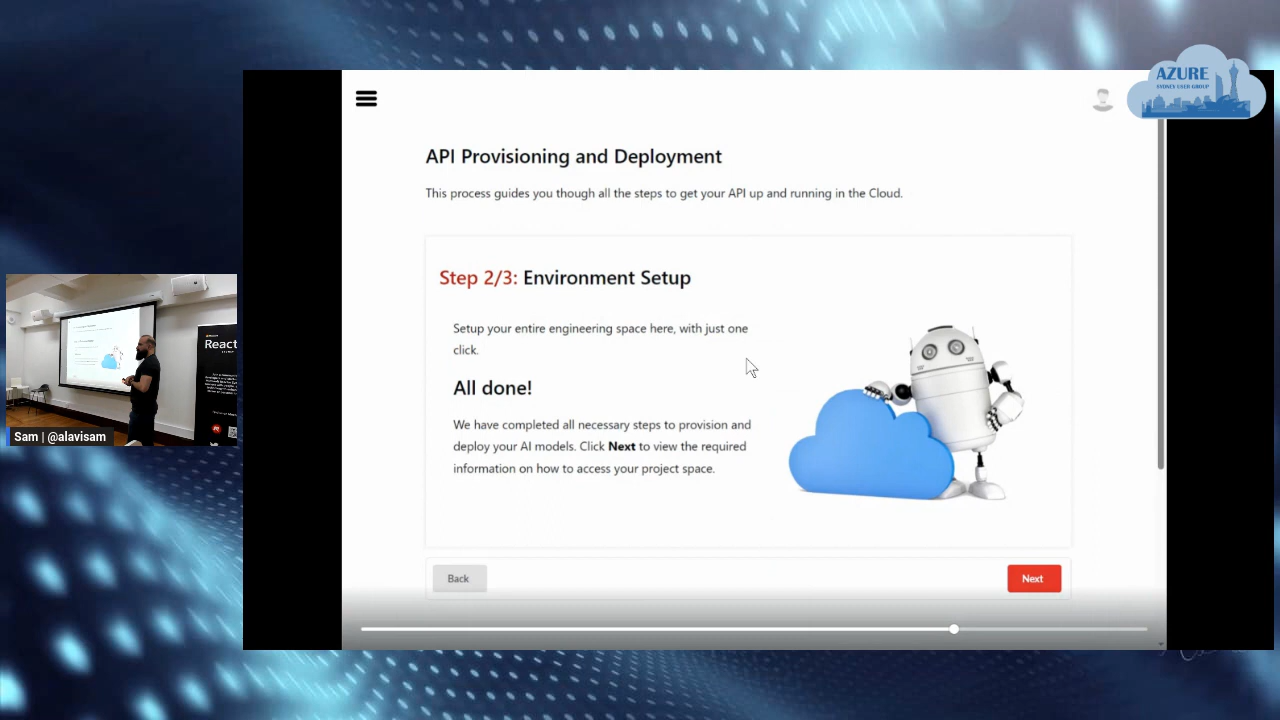 AZURE
SYDNEY USER GROUP
API Provisioning and Deployment
This process guides you though all the steps to get your API up and running in the Cloud.
Step 2/3: Environment Setup
Setup your entire engineering space here, with just one
click.
All done!
We have completed all necessary steps to provision and
deploy your AI models. Click Next to view the required
information on how to access your project space.
Back
Next
React
Sam | @alavisam